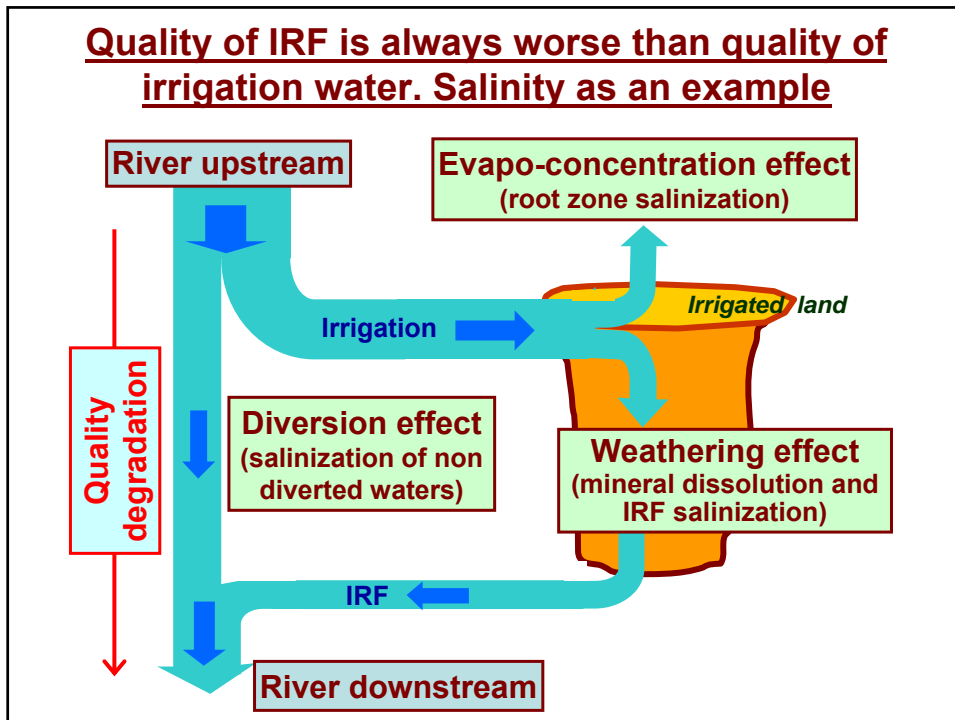 Quality of IRF is always worse than quality of
irrigation water. Salinity as an example
River upstream
Evapo-concentration effect
(root zone salinization)
Irrigated land
Irrigation
Quality
degradation
Diversion effect
(salinization of non
diverted waters)
Weathering effect
(mineral dissolution and
IRF salinization)
IRF
River downstream